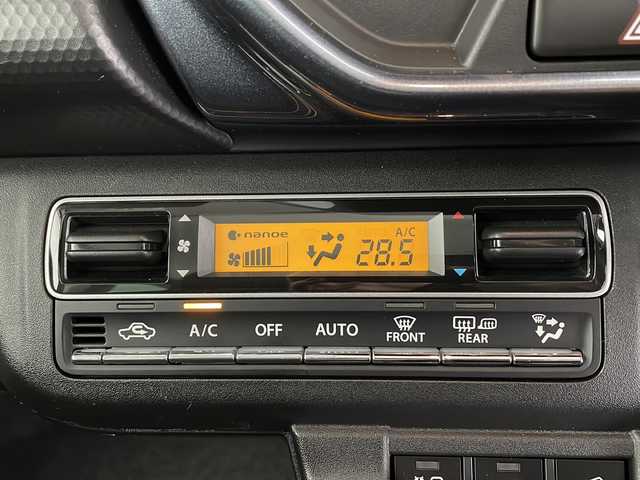 nanoe
A/C
28.5
A/C
OFF
AUTO
FRONT
REAR